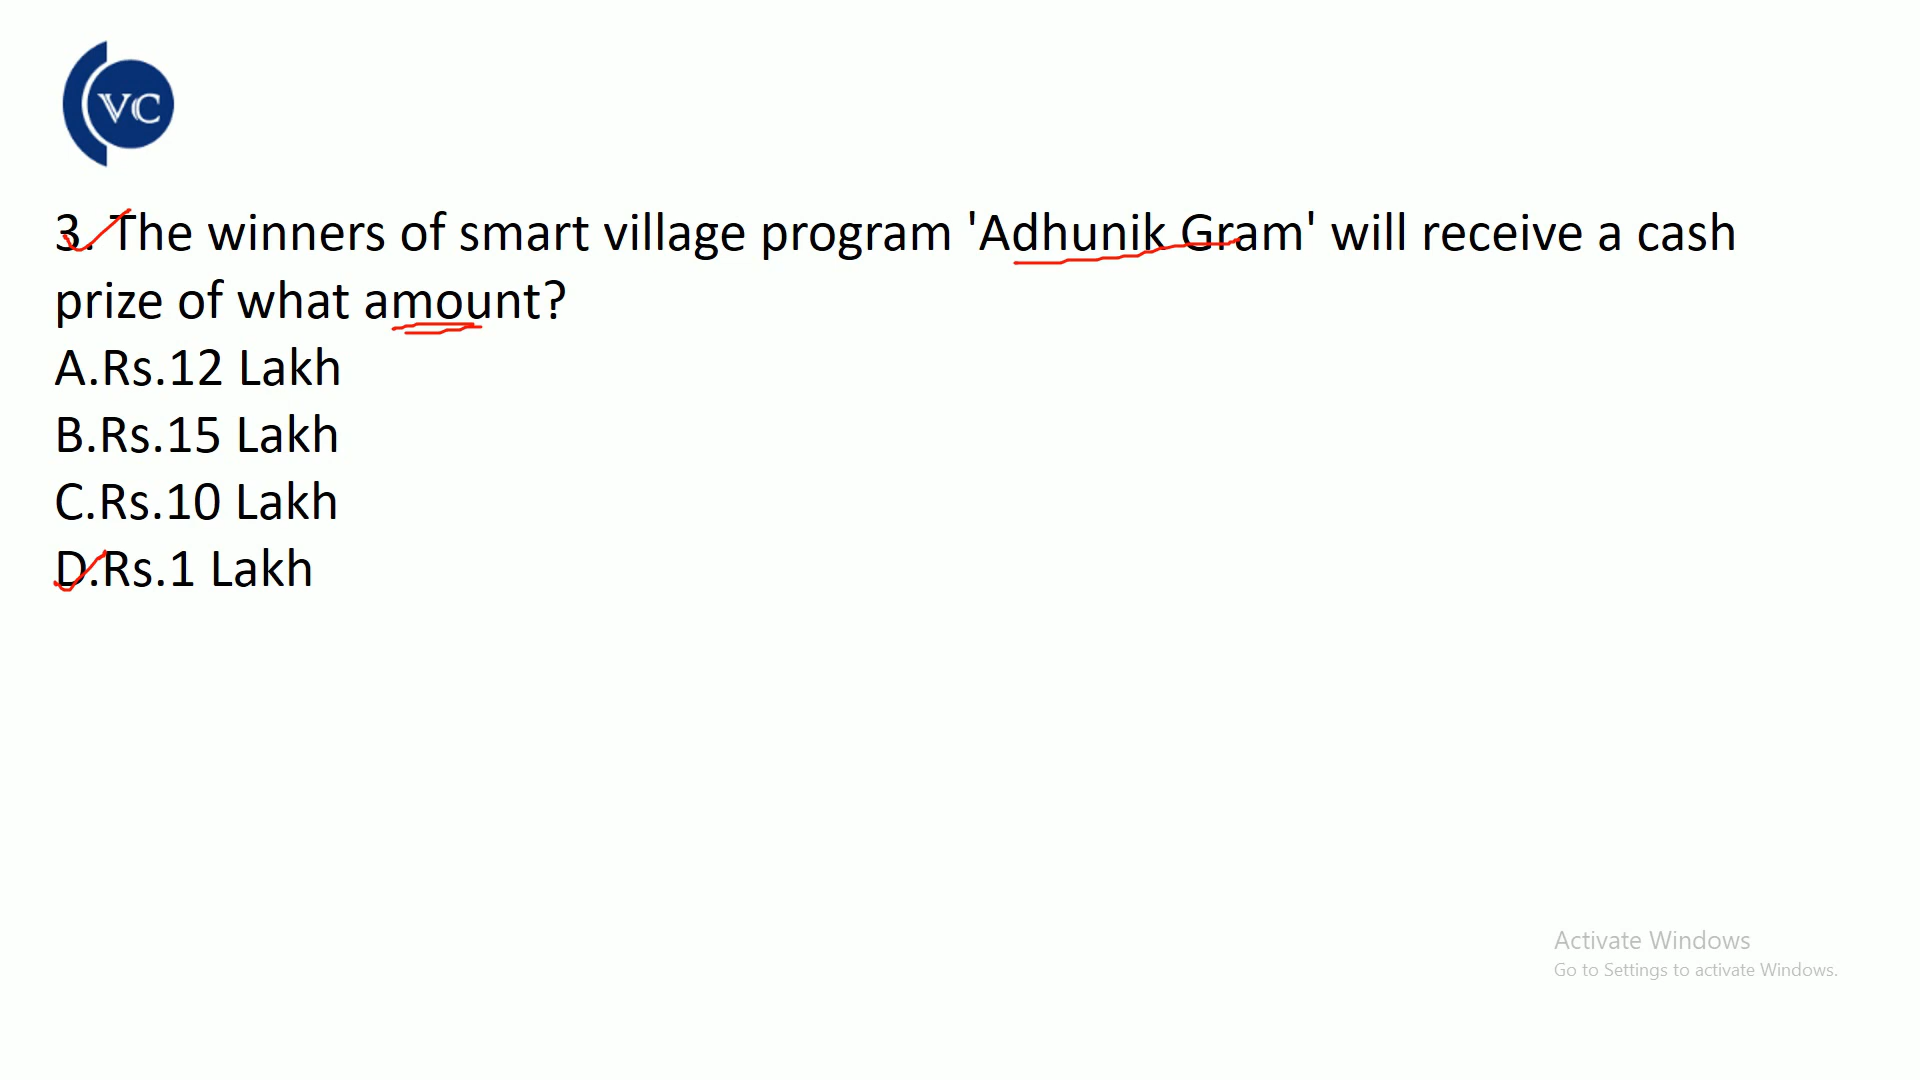 VC
3. The winners of smart village program 'Adhunik Gram' will receive a cash
prize of what amount?
A.Rs.12 Lakh
B.Rs.15 Lakh
C.Rs.10 Lakh
D.Rs.1 Lakh
Activate Windows
Go to Settings to activate Windows.